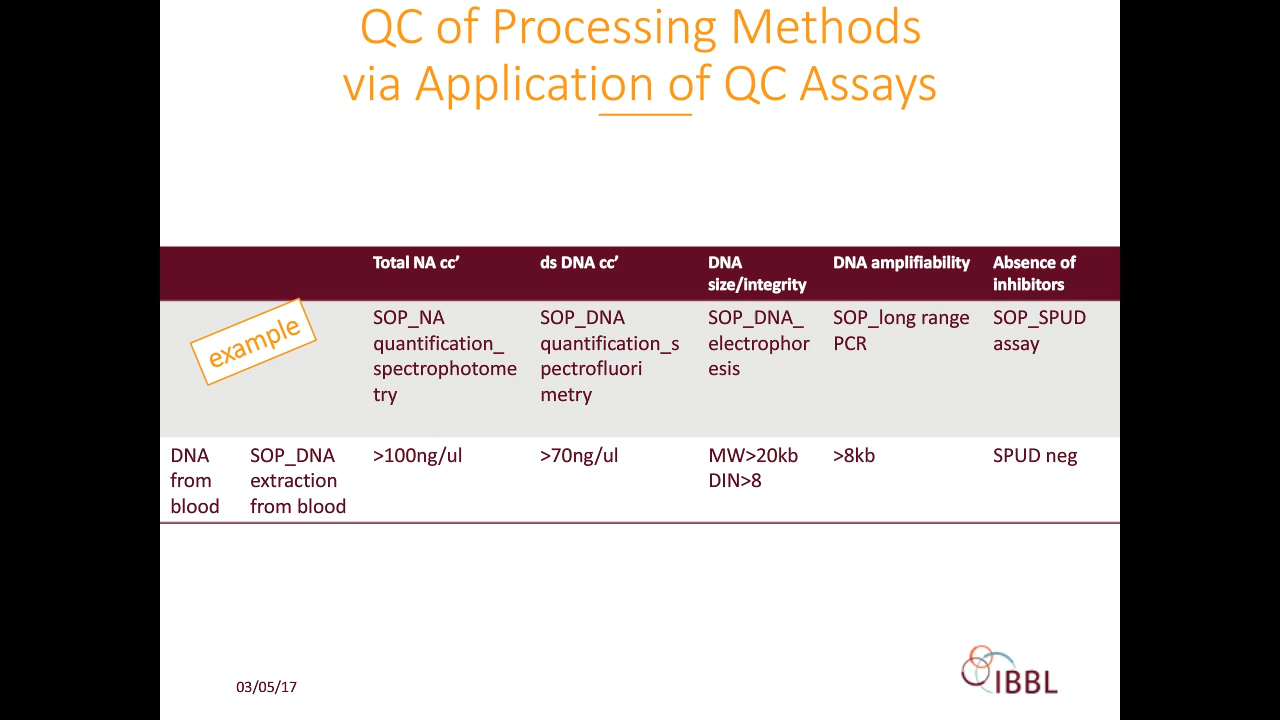 QC of Processing Methods
via Application of QC Assays
Total NA cc’
ds DNA cc’
DNA
size/integrity
DNA amplifiability
Absence of
inhibitors
example
SOP_NA
quantification_
spectrophotome
try
SOP_DNA
quantification_s
pectrofluori
metry
SOP_DNA_
electrophor
esis
SOP_long range
PCR
SOP_SPUD
assay
DNA
from
blood
SOP_DNA
extraction
from blood
>100ng/ul
>70ng/ul
MW>20kb
DIN>8
>8kb
SPUD neg
03/05/17
IBBL